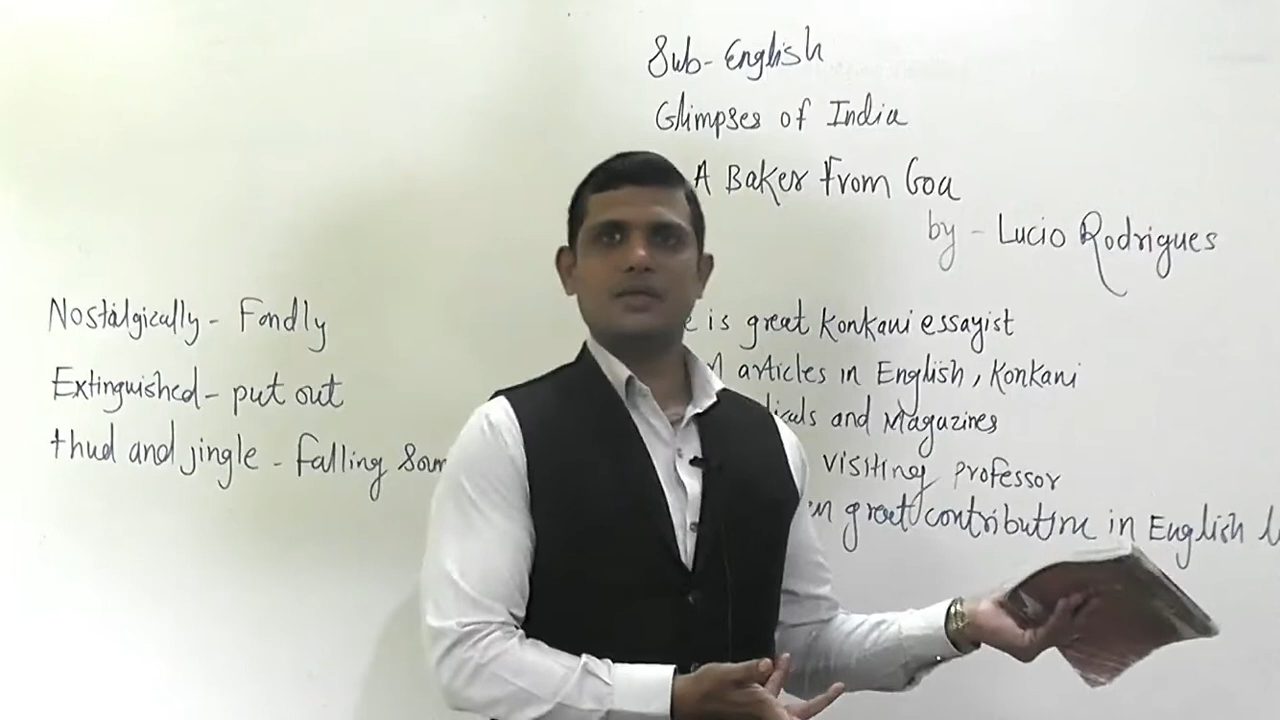 Sub- English
Glimpses of India
A Baker From Goa
by - Lucio Rodrigues
Nostalgically - Fondly
Extinguished - put out
thud and jingle - falling
is great Konkani essayist
articles in English, Konkani
and Magazines
visiting professor
great contribution in English